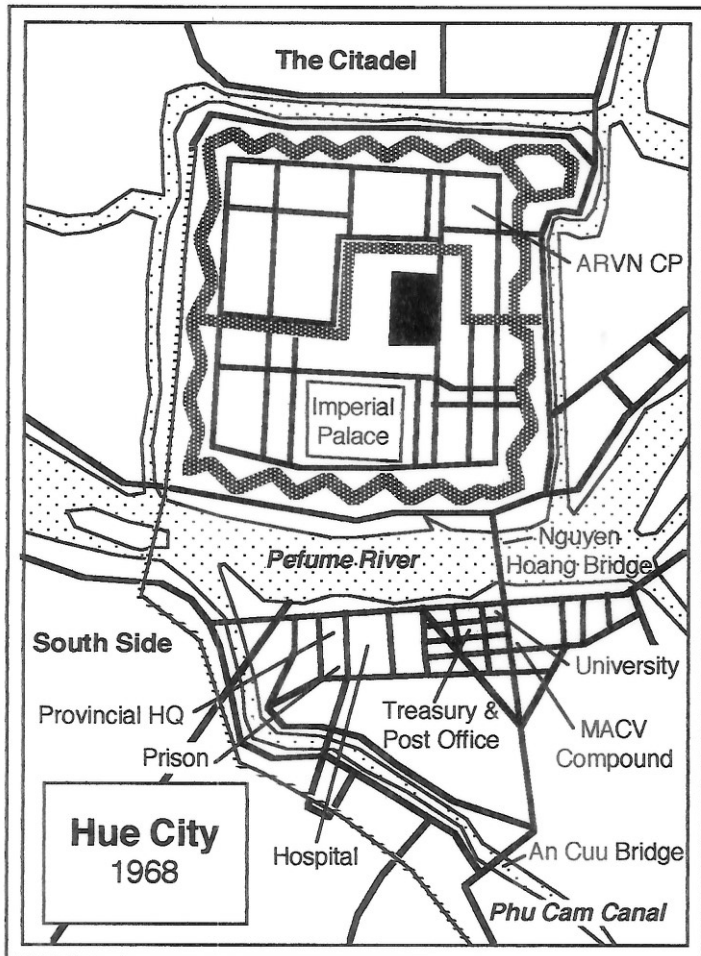 The Citadel
ARVN CP
Imperial
Palace
Nguyen
Hoang Bridge
Pefume River
South Side
University
Provincial HQ
Treasury &
Post Office
MACV
Compound
Prison
Hue City
1968
Hospital
An Cuu Bridge
Phu Cam Canal